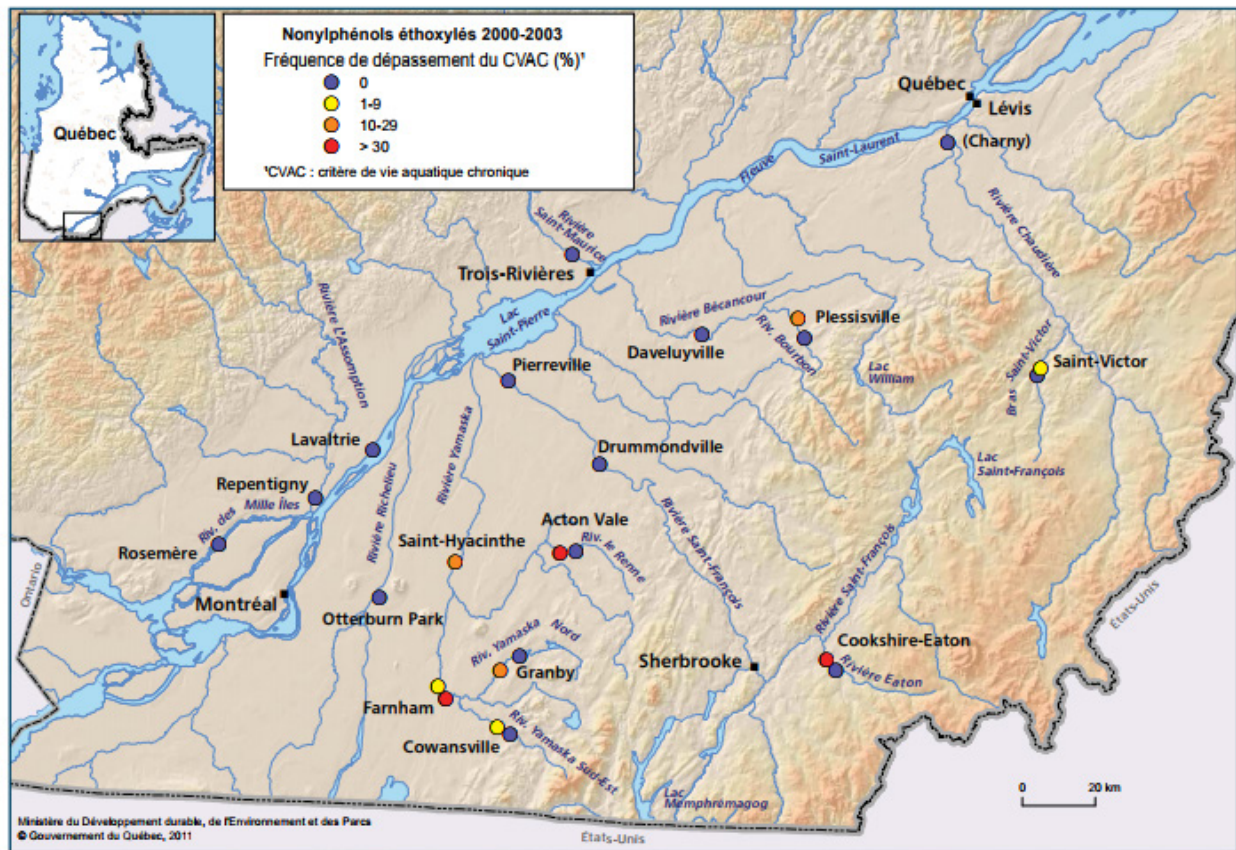 Québec
Nonylphénols éthoxylés 2000-2003
Fréquence de dépassement du CVAC (%)¹
0
1-9
10-29
> 30
¹CVAC : critère de vie aquatique chronique
Québec
Lévis
(Charny)
Fleuve Saint-Laurent
Rivière Chaudière
Rivière
Saint-Maurice
Trois-Rivières
Rivière L'Assomption
Lac
Saint-Pierre
Rivière Bécancour
Plessisville
Daveluyville
Riv. Bourbon
Lac
William
Bras Saint-Victor
Saint-Victor
Pierreville
Lavaltrie
Drummondville
Lac
Saint-François
Repentigny
Riv. des Mille Îles
Rosemère
Rivière Richelieu
Rivière Yamaska
Saint-Hyacinthe
Acton Vale
Riv. le Renne
Rivière Saint-François
Rivière Saint-François
Ontario
Montréal
Otterburn Park
États-Unis
Riv. Yamaska Nord
Granby
Sherbrooke
Cookshire-Eaton
Rivière Eaton
Farnham
Cowansville
Riv. Yamaska Sud-Est
Lac
Memphrémagog
0 20 km
Ministère du Développement durable, de l'Environnement et des Parcs
© Gouvernement du Québec, 2011
États-Unis